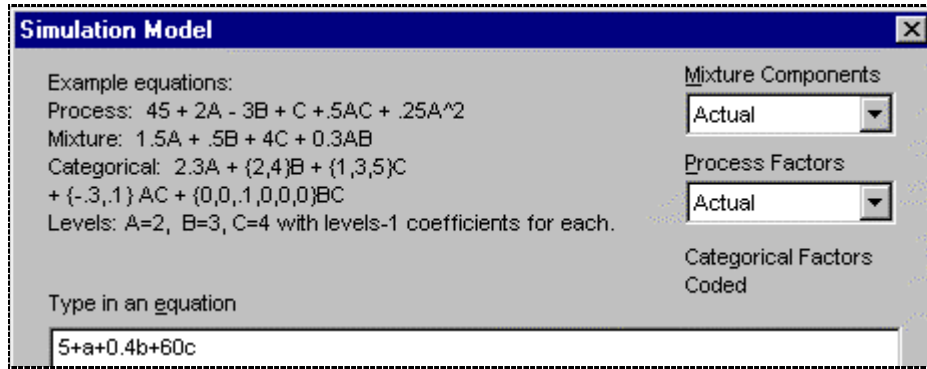 Simulation Model
Example equations:
Process: 45 + 2A - 3B + C +.5AC + .25A^2
Mixture: 1.5A + .5B + 4C + 0.3AB
Categorical: 2.3A + {2,4}B + {1,3,5}C
+ {-.3,.1} AC + {0,0,.1,0,0,0}BC
Levels: A=2, B=3, C=4 with levels-1 coefficients for each.
Mixture Components
Actual
Process Factors
Actual
Categorical Factors
Coded
Type in an equation
5+a+0.4b+60c